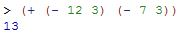 > (+ (- 12 3) (- 7 3))
13